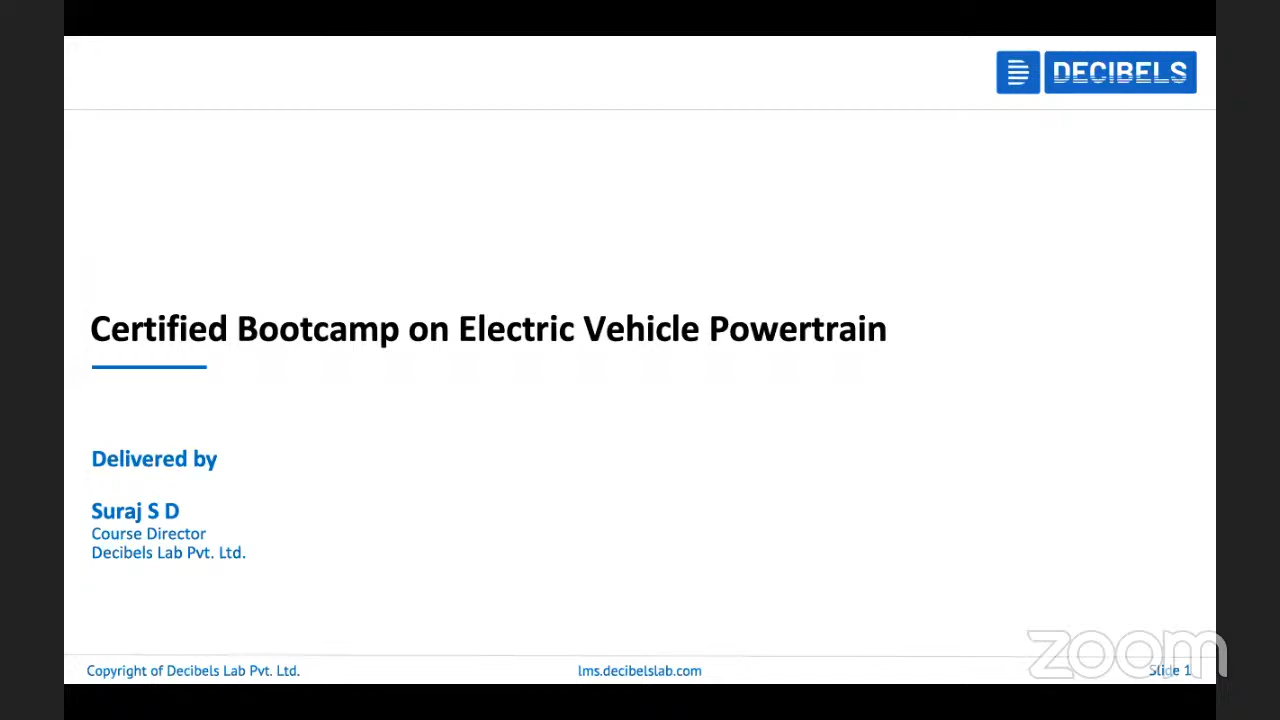 DECIBELS
Certified Bootcamp on Electric Vehicle Powertrain
Delivered by
Suraj S D
Course Director
Decibels Lab Pvt. Ltd.
Copyright of Decibels Lab Pvt. Ltd.
lms.decibelslab.com
Slide 1
zoom